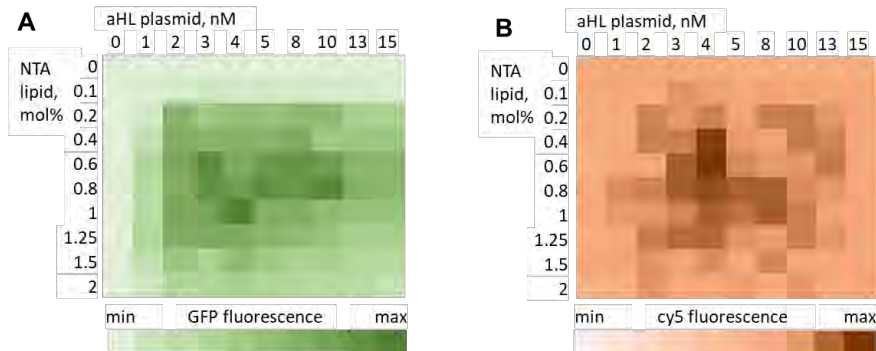 A
aHL plasmid, nM
0 1 2 3 4 5 8 10 13 15
NTA lipid, mol%
0
0.1
0.2
0.4
0.6
0.8
1
1.25
1.5
2
min GFP fluorescence max
B
aHL plasmid, nM
0 1 2 3 4 5 8 10 13 15
NTA lipid, mol%
0
0.1
0.2
0.4
0.6
0.8
1
1.25
1.5
2
min cy5 fluorescence max